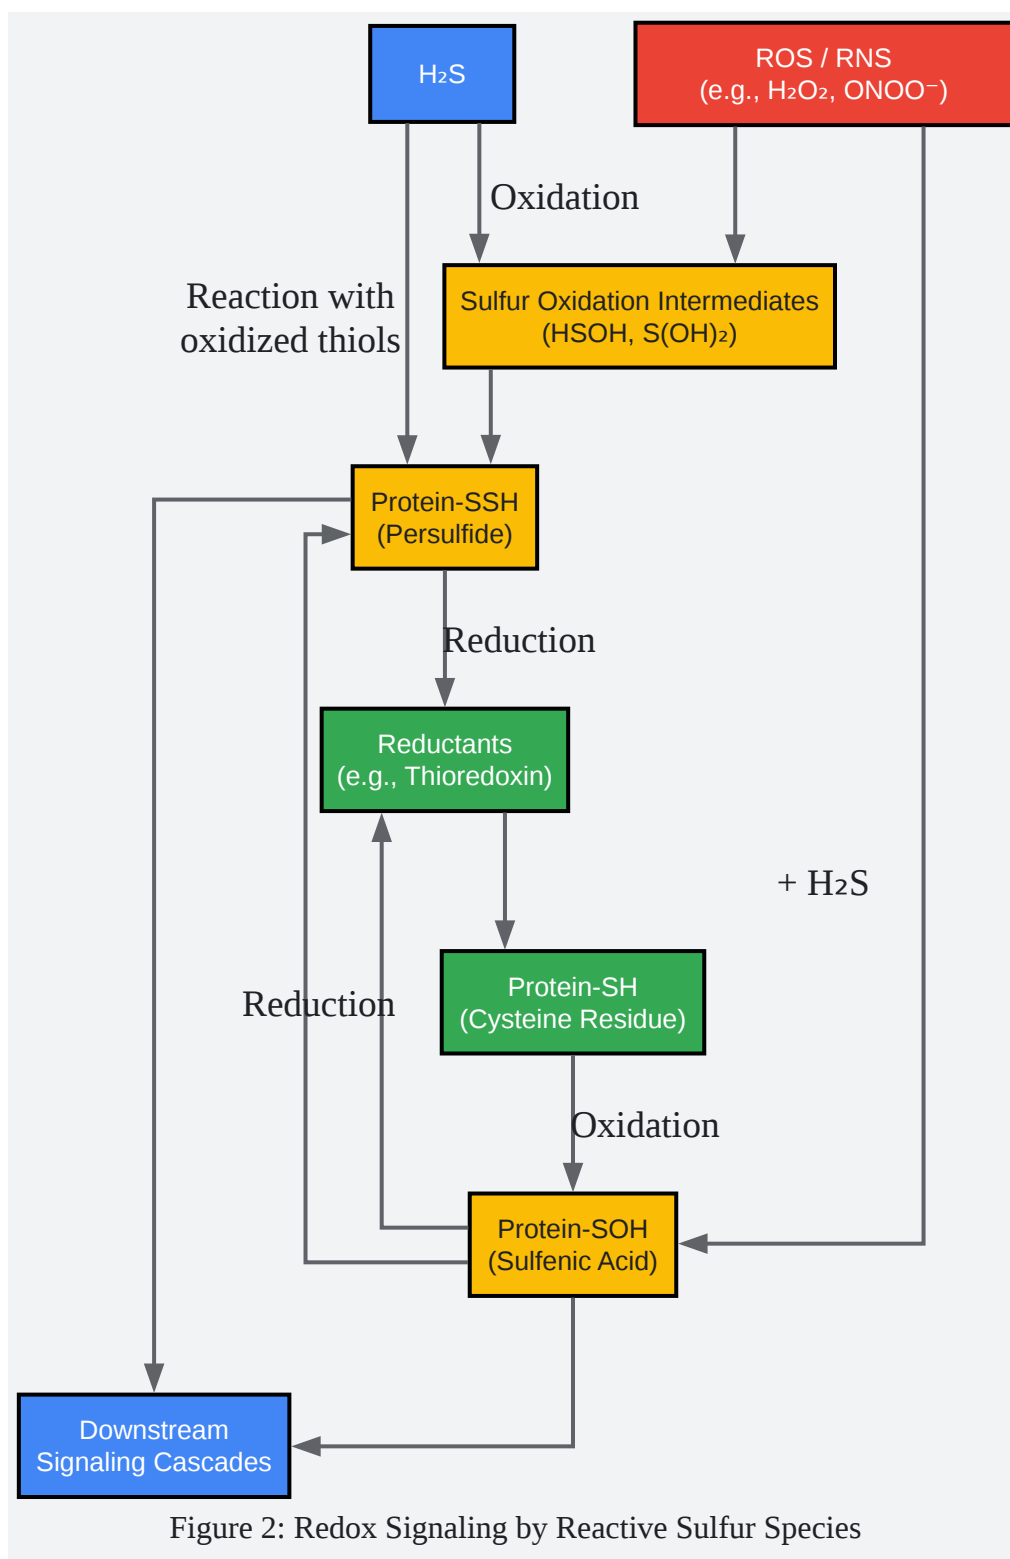 H₂S
ROS / RNS
(e.g., H₂O₂, ONOO⁻)
Oxidation
Reaction with
oxidized thiols
Sulfur Oxidation Intermediates
(HSOH, S(OH)₂)
Protein-SSH
(Persulfide)
Reduction
Reductants
(e.g., Thioredoxin)
+ H₂S
Protein-SH
(Cysteine Residue)
Reduction
Oxidation
Protein-SOH
(Sulfenic Acid)
Downstream
Signaling Cascades
Figure 2: Redox Signaling by Reactive Sulfur Species